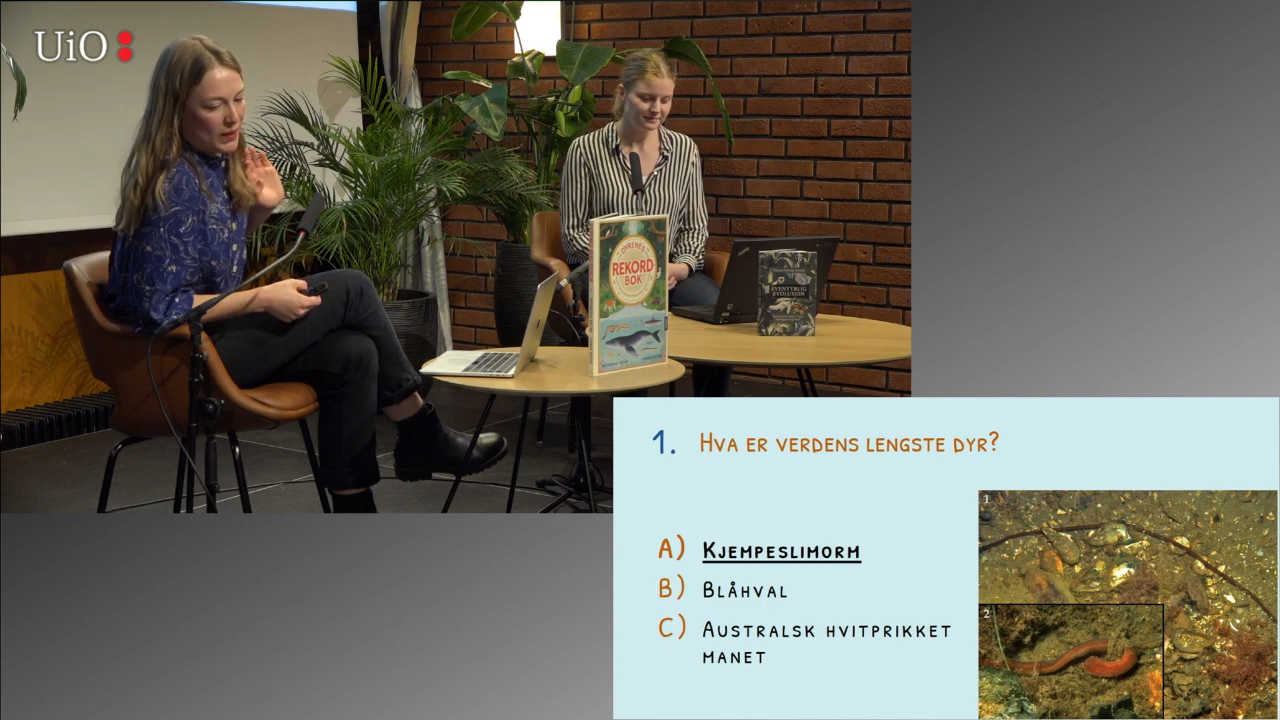 UiO
DYRENES
REKORD
BOK
EVENTYRLIG
EVOLUSJON
1. Hva er verdens lengste dyr?
A) Kjempeslimorm
B) Blåhval
C) Australsk hvitprikket
manet
1
2